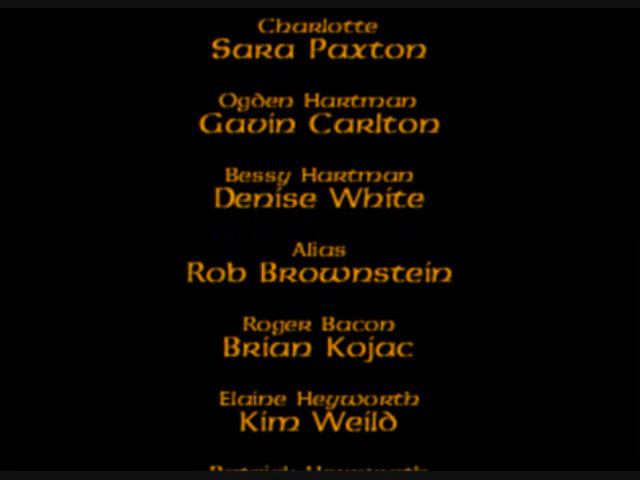 Charlotte
Sara Paxton
Ogden Hartman
Gavin Carlton
Bessy Hartman
Denise White
Alias
Rob Brownstein
Roger Bacon
Brian Kojac
Elaine Heyworth
Kim Weild